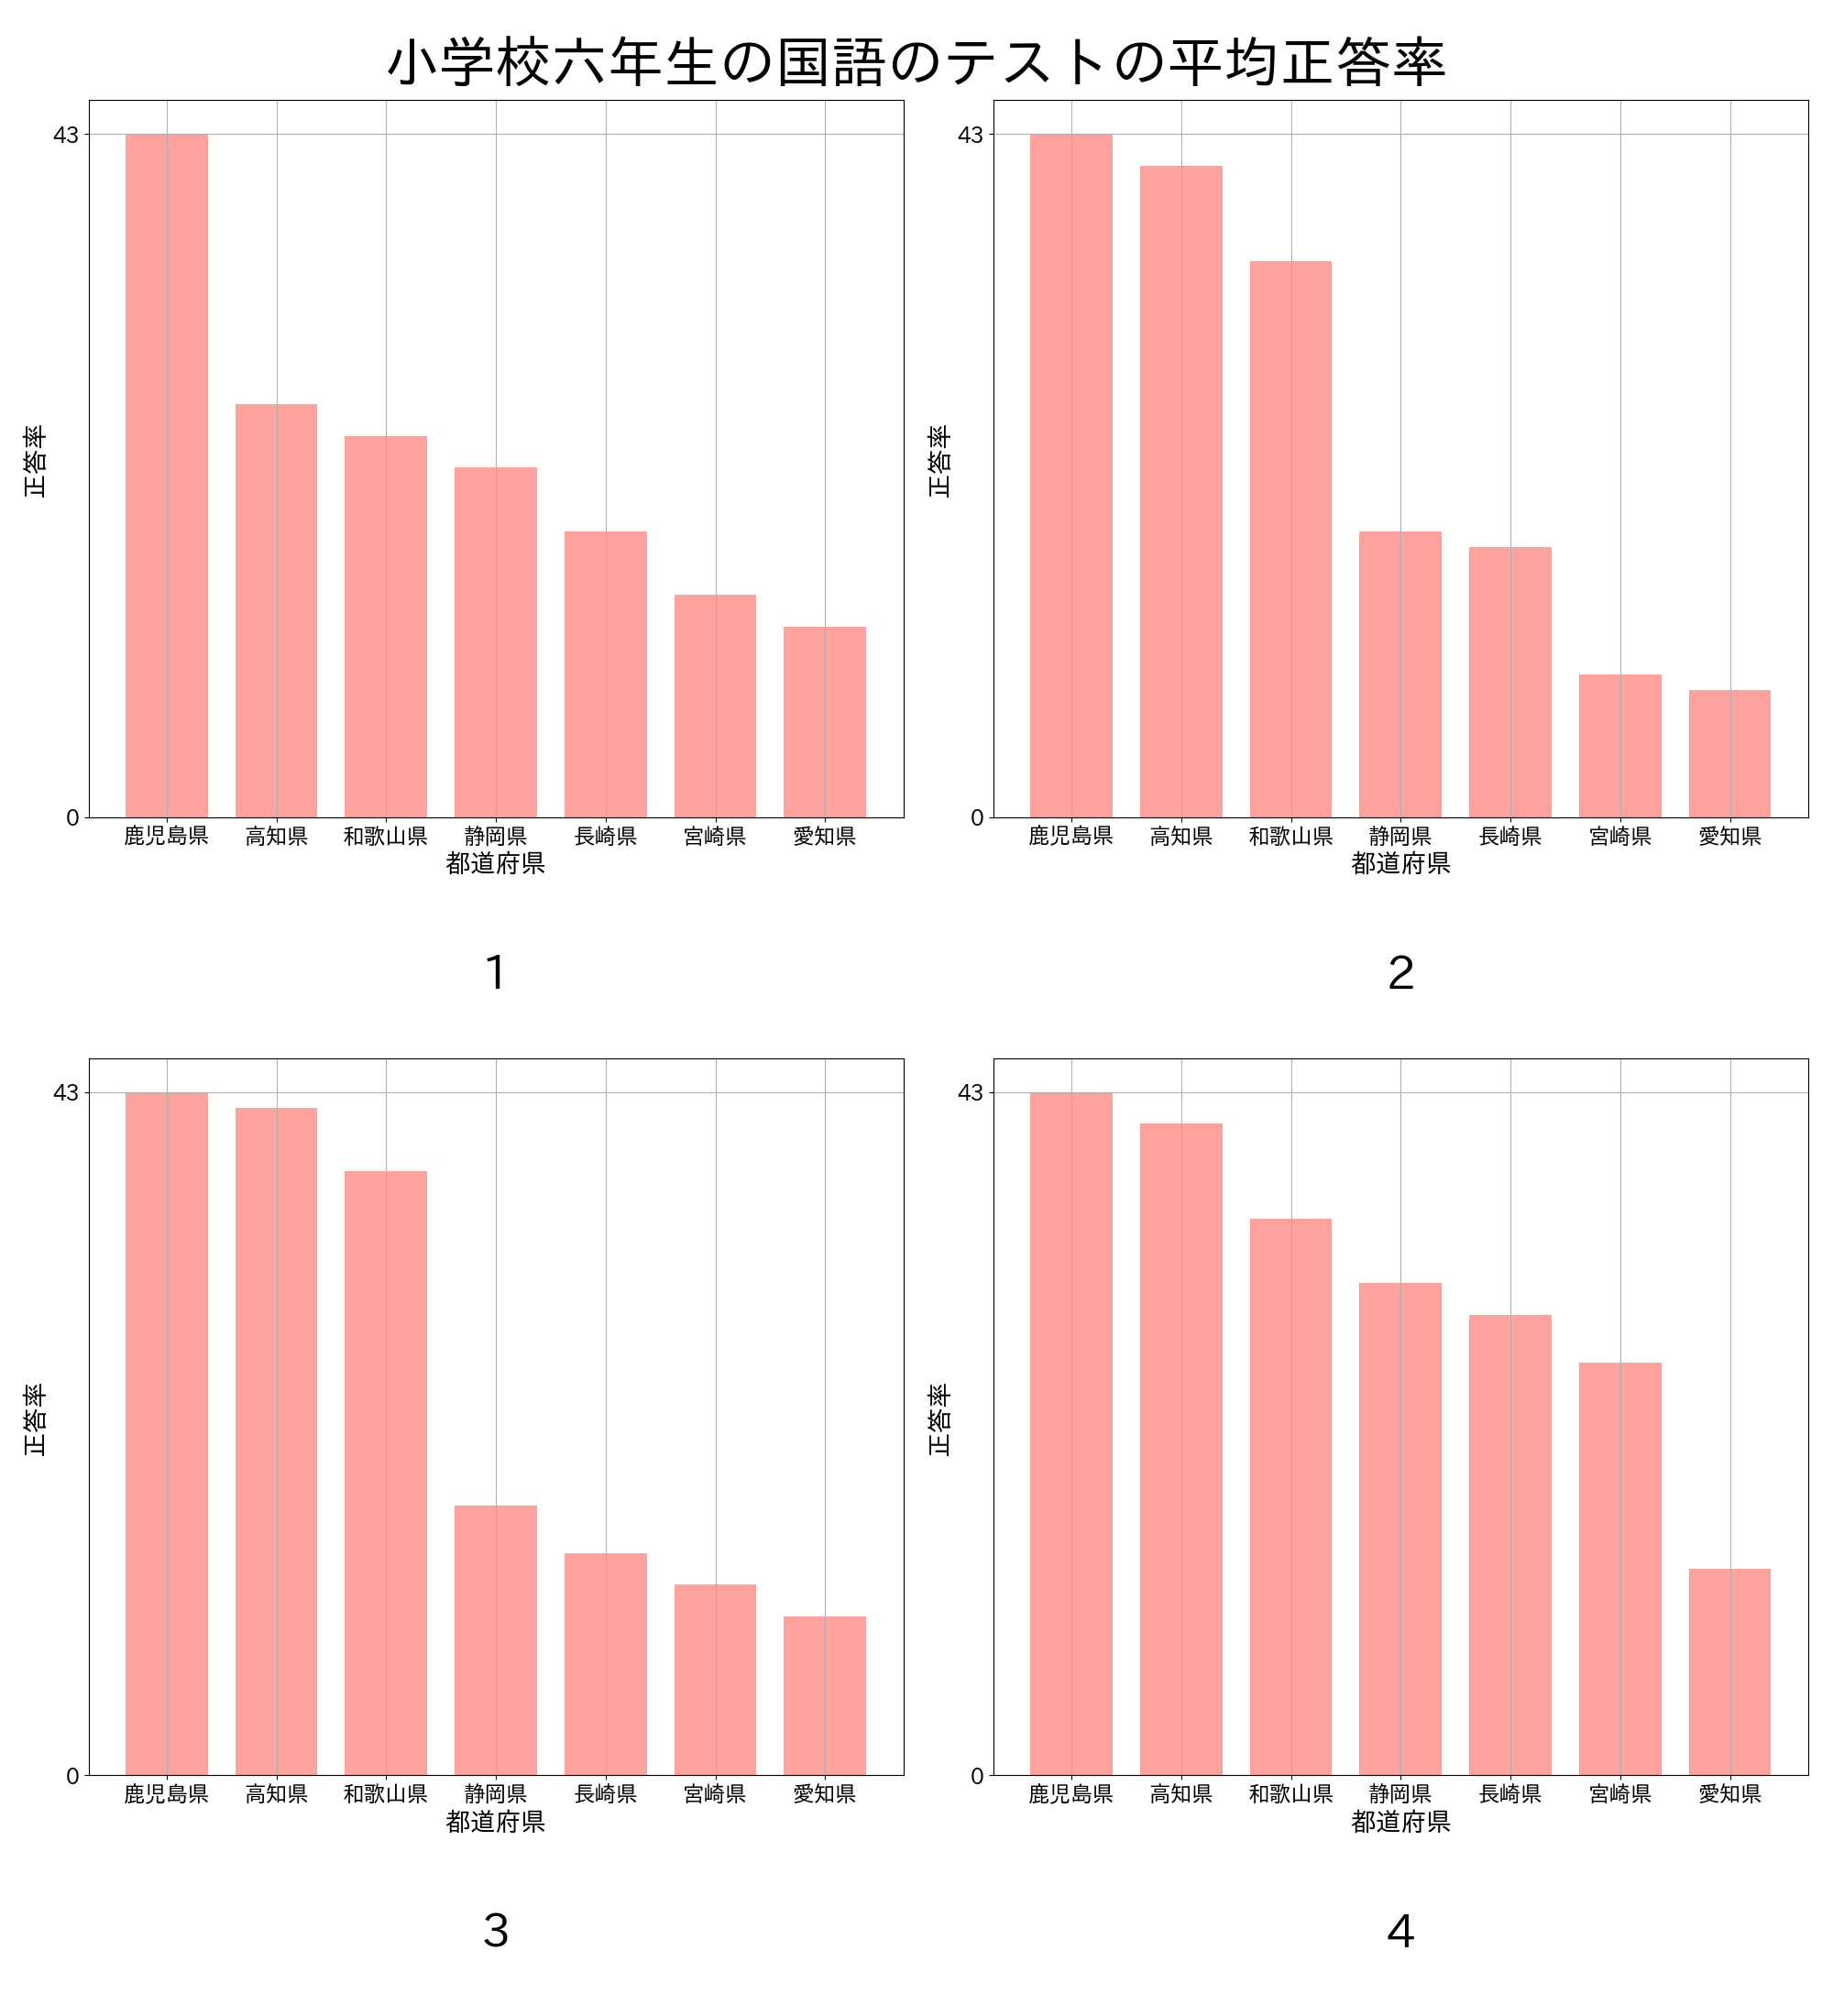 小学校六年生の国語のテストの平均正答率
43
0
正答率
鹿児島県 高知県 和歌山県 静岡県 長崎県 宮崎県 愛知県
都道府県
1
43
0
正答率
鹿児島県 高知県 和歌山県 静岡県 長崎県 宮崎県 愛知県
都道府県
2
43
0
正答率
鹿児島県 高知県 和歌山県 静岡県 長崎県 宮崎県 愛知県
都道府県
3
43
0
正答率
鹿児島県 高知県 和歌山県 静岡県 長崎県 宮崎県 愛知県
都道府県
4